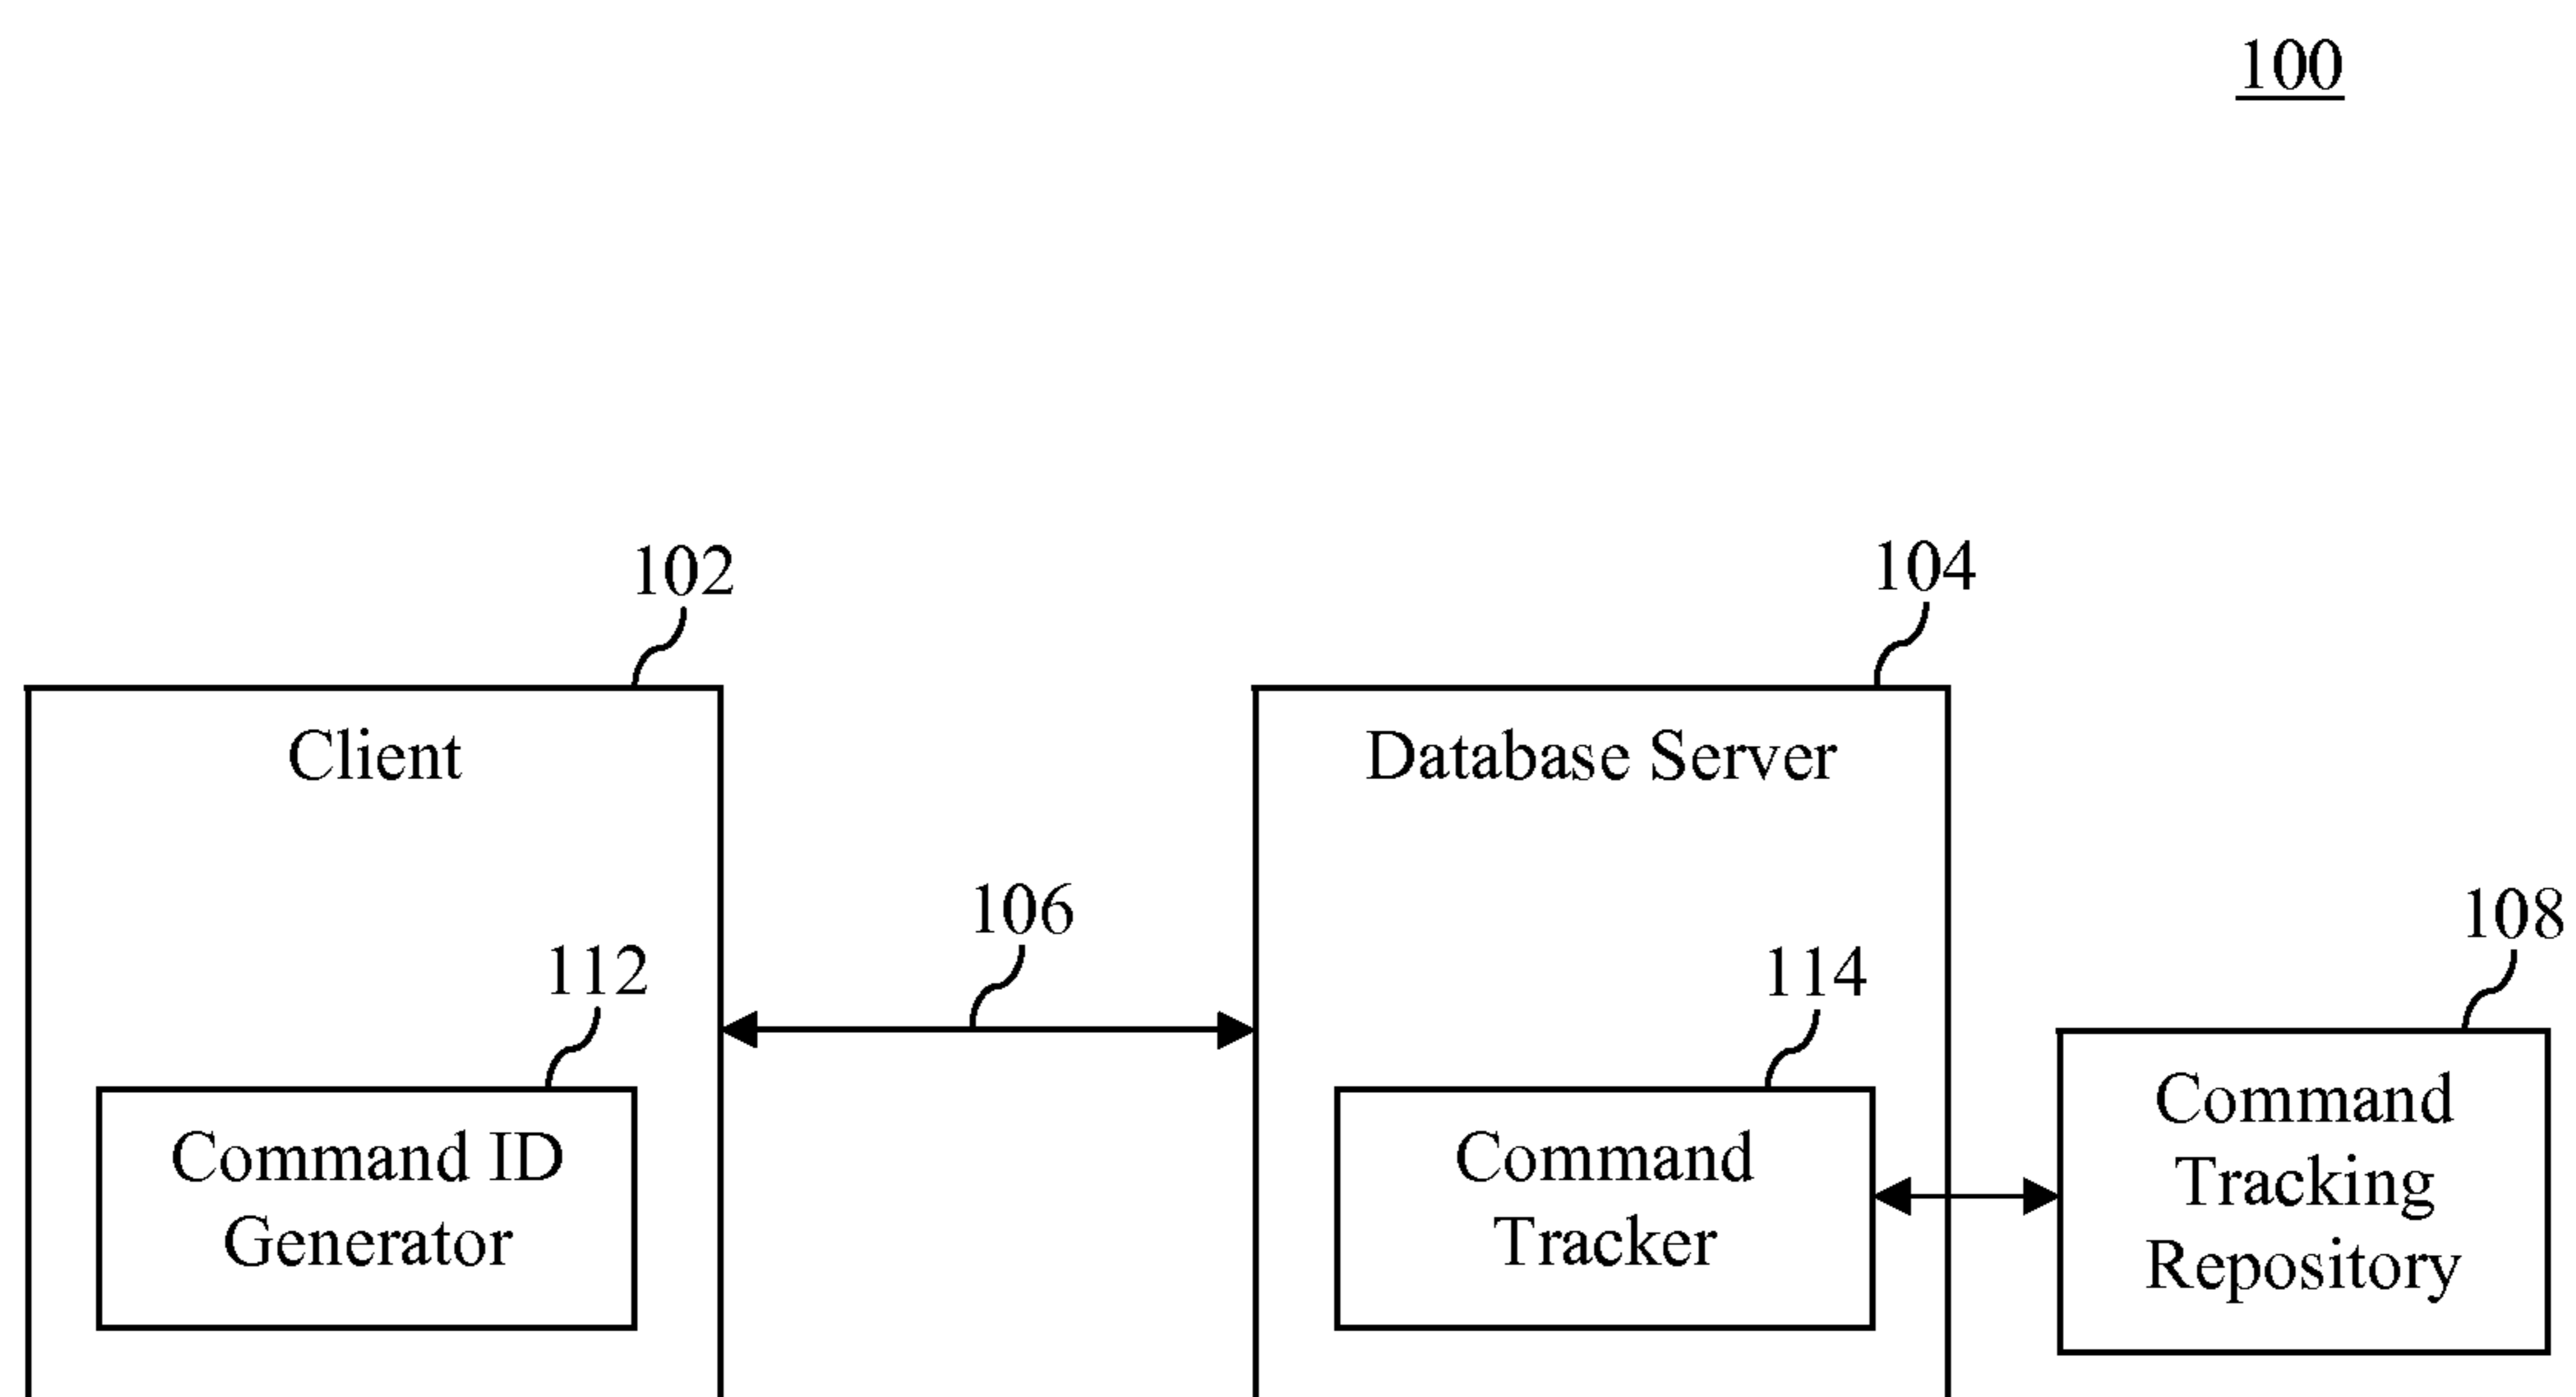 100
102
104
Client
Database Server
106
108
112
114
Command ID
Generator
Command
Tracker
Command
Tracking
Repository